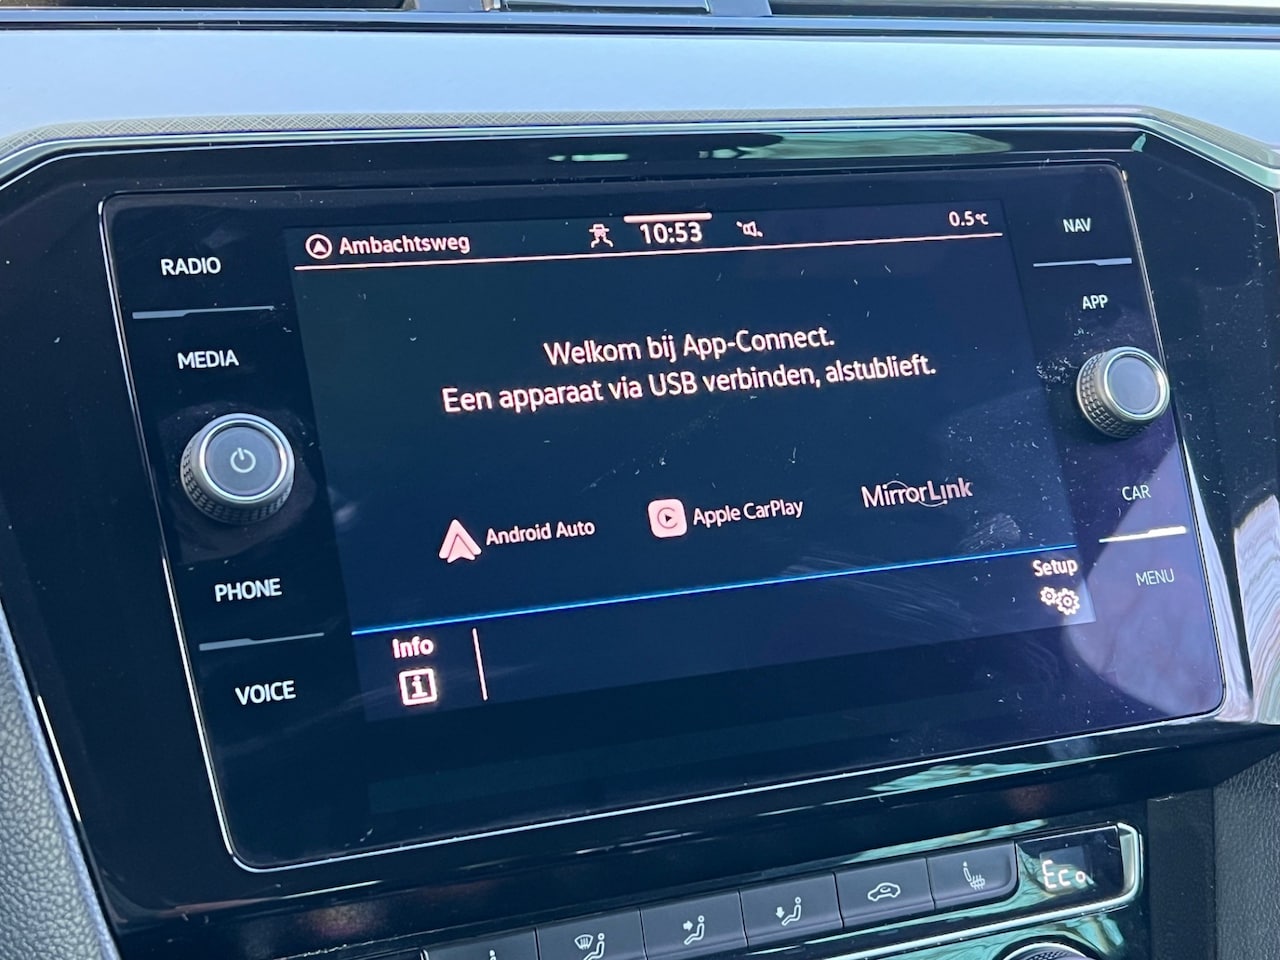 Ambachtsweg
10:53
0.5°C
RADIO
MEDIA
PHONE
VOICE
NAV
APP
CAR
MENU
Welkom bij App-Connect.
Een apparaat via USB verbinden, alstublieft.
Android Auto
Apple CarPlay
MirrorLink
Info
Setup
Eco